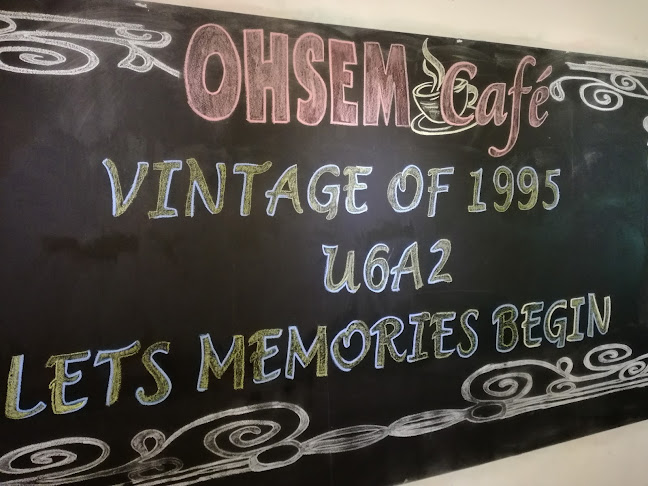 OHSEM Café
VINTAGE OF 1995
U6A2
LETS MEMORIES BEGIN